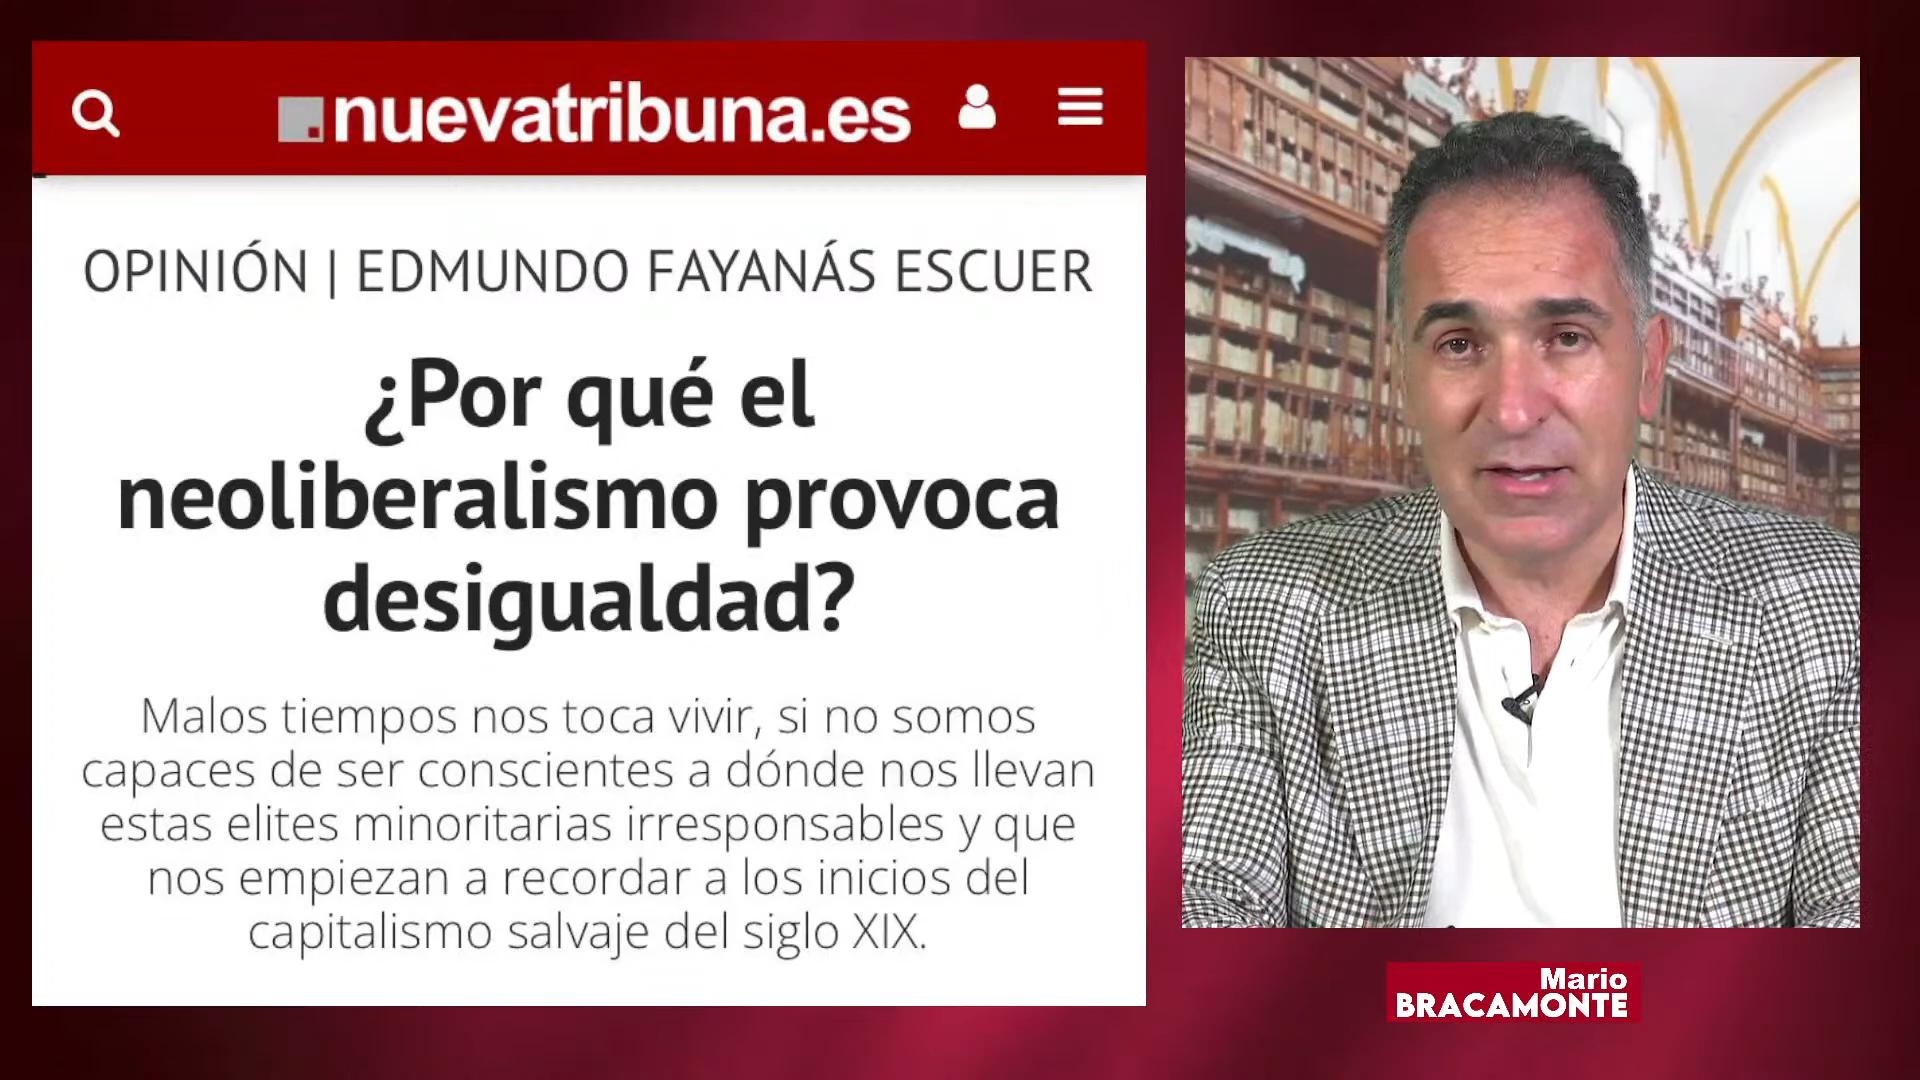 nuevatribuna.es
OPINIÓN | EDMUNDO FAYANÁS ESCUER
¿Por qué el
neoliberalismo provoca
desigualdad?
Malos tiempos nos toca vivir, si no somos
capaces de ser conscientes a dónde nos llevan
estas elites minoritarias irresponsables y que
nos empiezan a recordar a los inicios del
capitalismo salvaje del siglo XIX.
Mario
BRACAMONTE